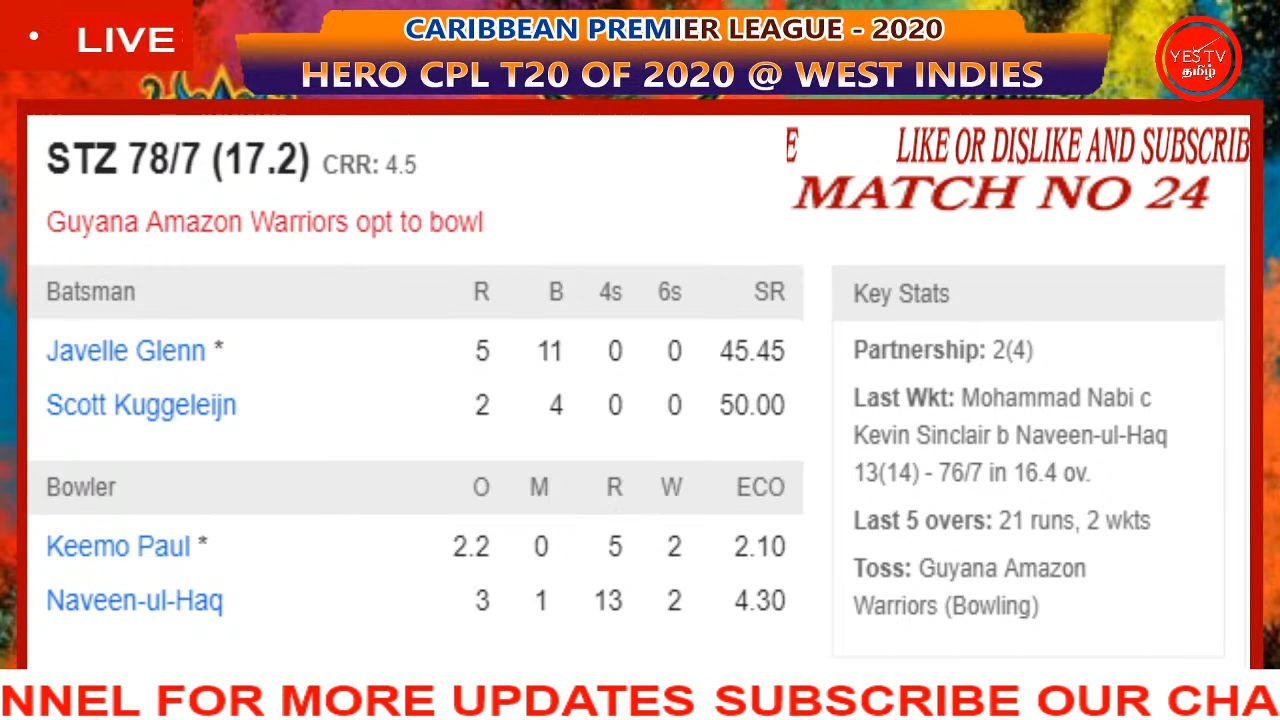 LIVE
CARIBBEAN PREMIER LEAGUE - 2020
HERO CPL T20 OF 2020 @ WEST INDIES
YES TV
தமிழ்
STZ 78/7 (17.2) CRR: 4.5
E LIKE OR DISLIKE AND SUBSCRIB
MATCH NO 24
Guyana Amazon Warriors opt to bowl
Batsman R B 4s 6s SR
Javelle Glenn * 5 11 0 0 45.45
Scott Kuggeleijn 2 4 0 0 50.00
Bowler O M R W ECO
Keemo Paul * 2.2 0 5 2 2.10
Naveen-ul-Haq 3 1 13 2 4.30
Key Stats
Partnership: 2(4)
Last Wkt: Mohammad Nabi c
Kevin Sinclair b Naveen-ul-Haq
13(14) - 76/7 in 16.4 ov.
Last 5 overs: 21 runs, 2 wkts
Toss: Guyana Amazon
Warriors (Bowling)
NNEL FOR MORE UPDATES SUBSCRIBE OUR CHA